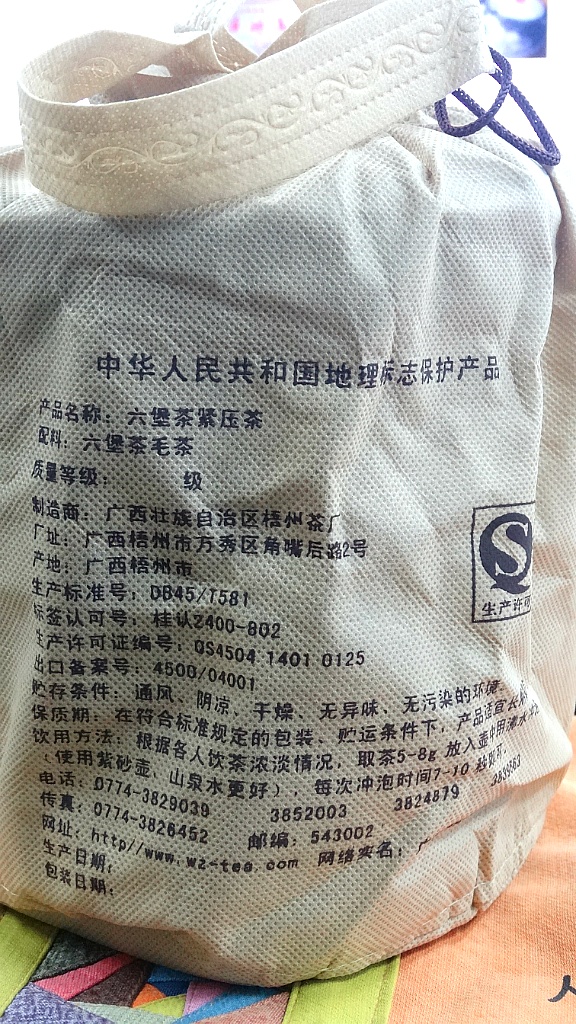 中华人民共和国地理标志保护产品
产品名称：六堡茶紧压茶
配料：六堡茶毛茶
质量等级： 级
制造商：广西壮族自治区梧州茶厂
厂址：广西梧州市万秀区角嘴后路2号
产地：广西梧州市
生产标准号：DB45/T581
标签认可号：桂认2400-802
生产许可证编号：QS4504 1401 0125
出口备案号：4500/04001
贮存条件：通风、阴凉、干燥、无异味、无污染的环境
保质期：在符合标准规定的包装、贮运条件下，产品适宜长期
饮用方法：根据各人饮茶浓淡情况，取茶5-8g 放入壶中用沸水
（使用紫砂壶、山泉水更好），每次冲泡时间7-10
电话：0774-3829039 3852003 3824879
传真：0774-3826452 邮编：543002
网址：http//www.wz-tea.com 网络实名：广
生产日期：
包装日期：
QS
生产许可
人